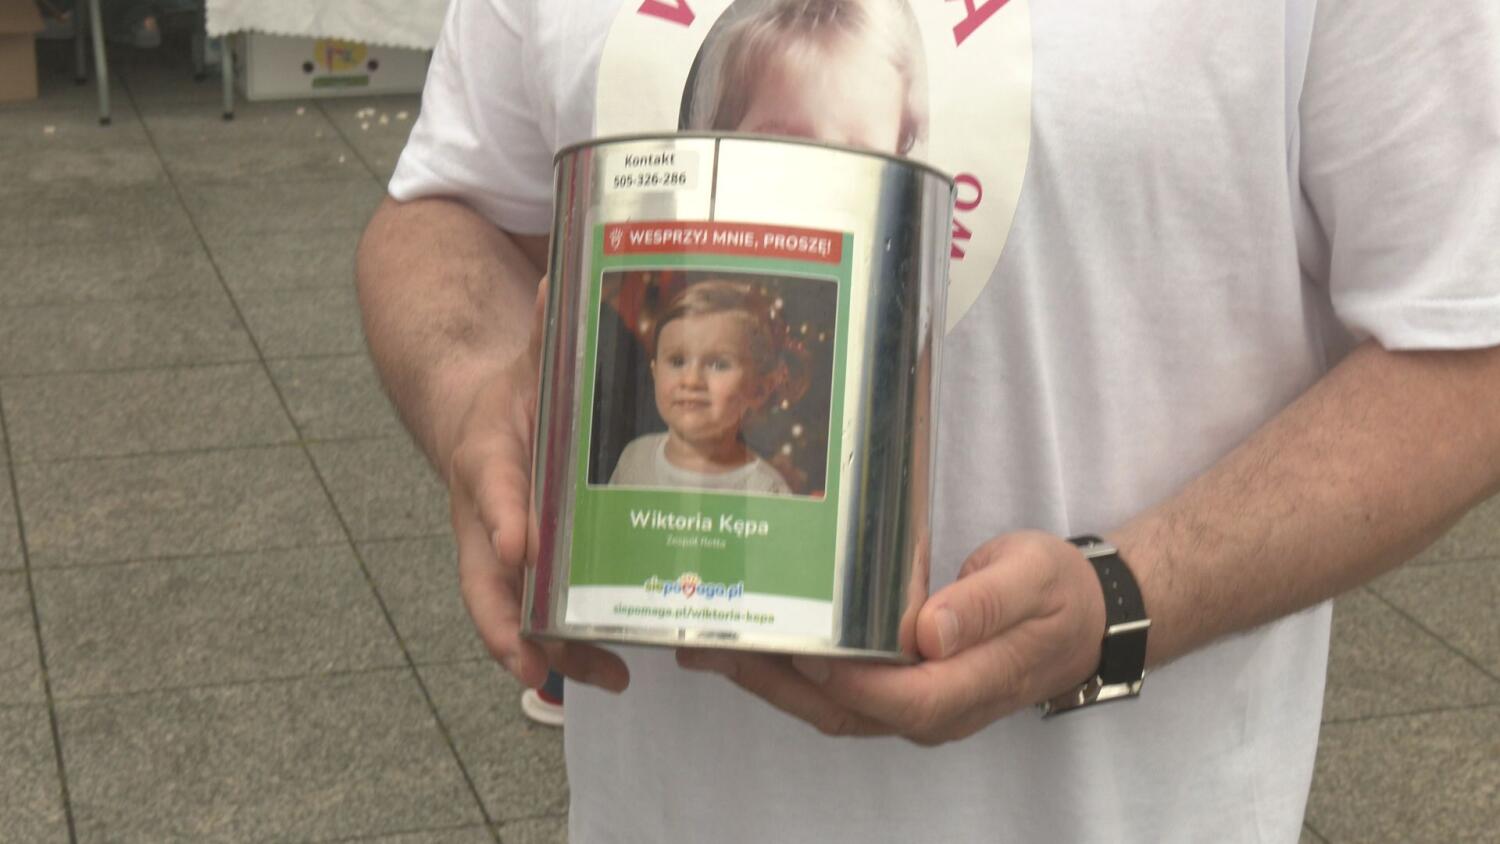 Kontakt
505-326-286
WESPRZYJ MNIE, PROSZĘ!
Wiktoria Kępa
Zespół Retta
siepomaga.pl
siepomaga.pl/wiktoria-kepa